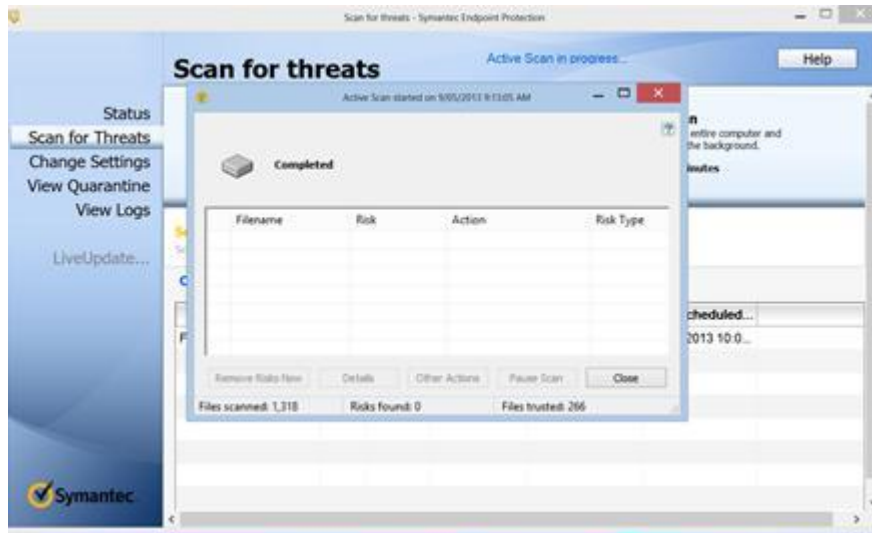 Scan for threats - Symantec Endpoint Protection
Scan for threats
Active Scan in progress...
Help
Status
Scan for Threats
Change Settings
View Quarantine
View Logs
LiveUpdate...
Symantec
Active Scan started on 9/05/2013 9:13:05 AM
Completed
Filename Risk Action Risk Type
Remove Risks Now Details Other Actions Pause Scan Close
Files scanned: 1,318 Risks found: 0 Files trusted: 266
entire computer and
the background.
cheduled...
2013 10:0...